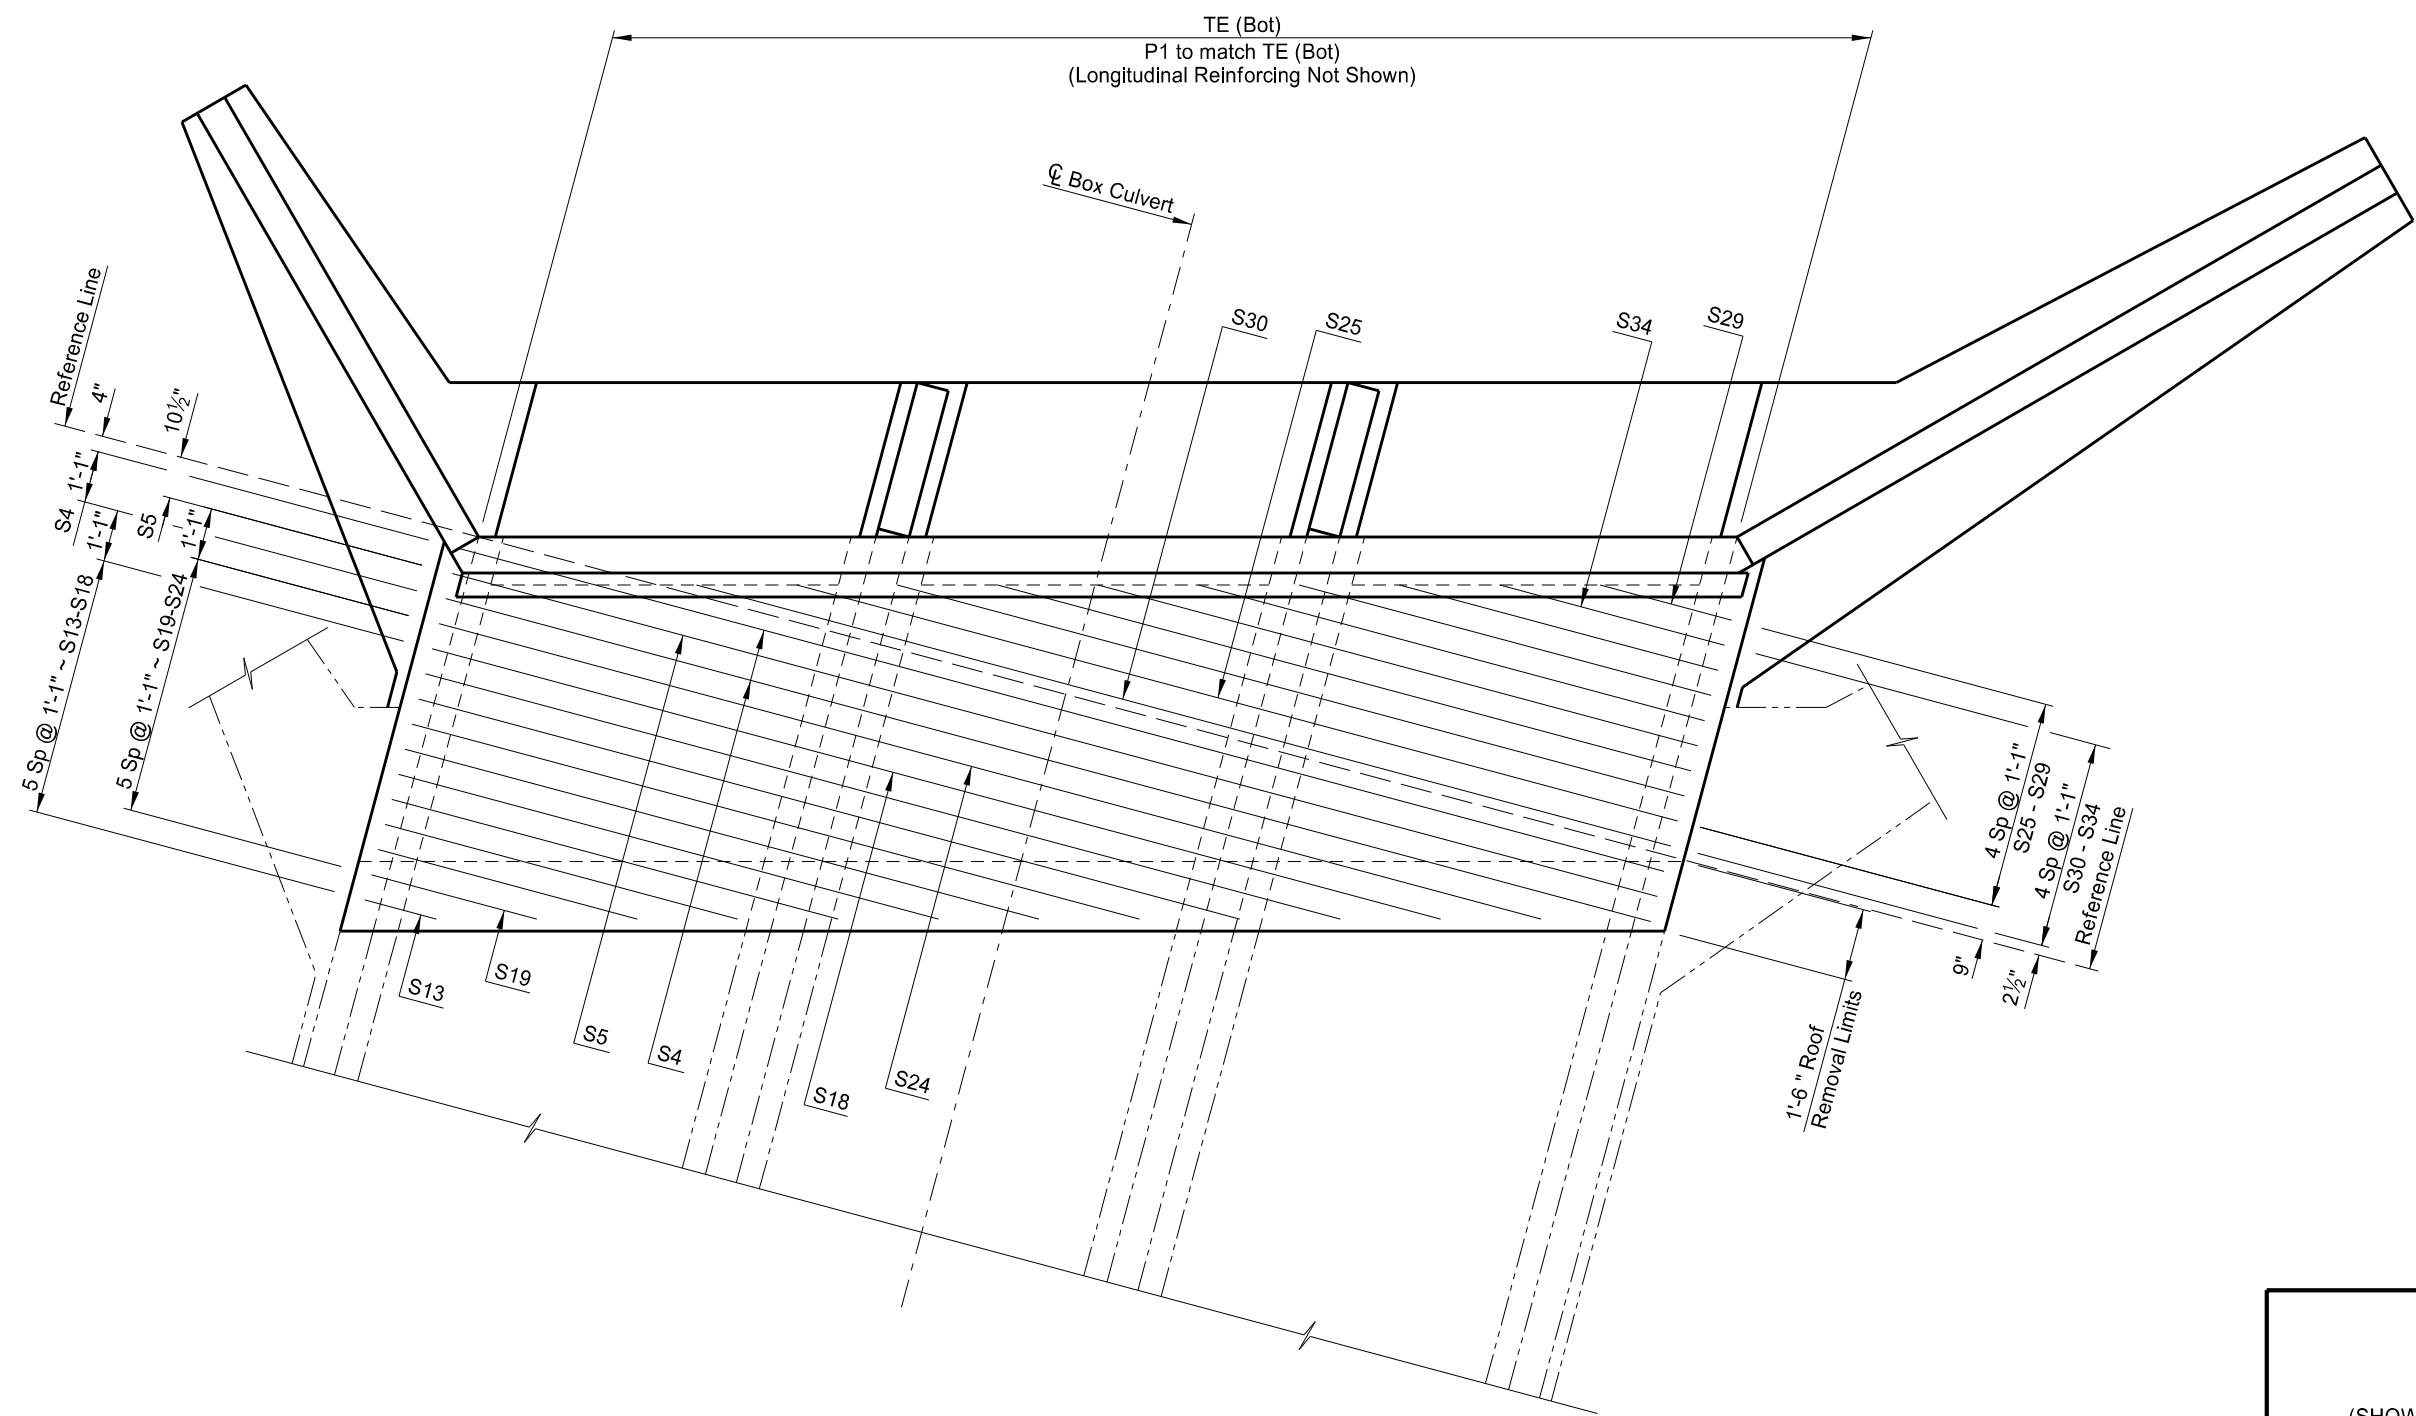 TE (Bot)
P1 to match TE (Bot)
(Longitudinal Reinforcing Not Shown)
℄ Box Culvert
Reference Line
4"
10½"
S30
S25
S34
S29
1'-1"
S4
S5
1'-1"
1'-1"
5 Sp @ 1'-1" ~ S13-S18
5 Sp @ 1'-1" ~ S19-S24
4 Sp @ 1'-1"
S25 - S29
4 Sp @ 1'-1"
S30 - S34
Reference Line
9"
2½"
S13
S19
S5
S4
S18
S24
1'-6 " Roof
Removal Limits
(SHOW